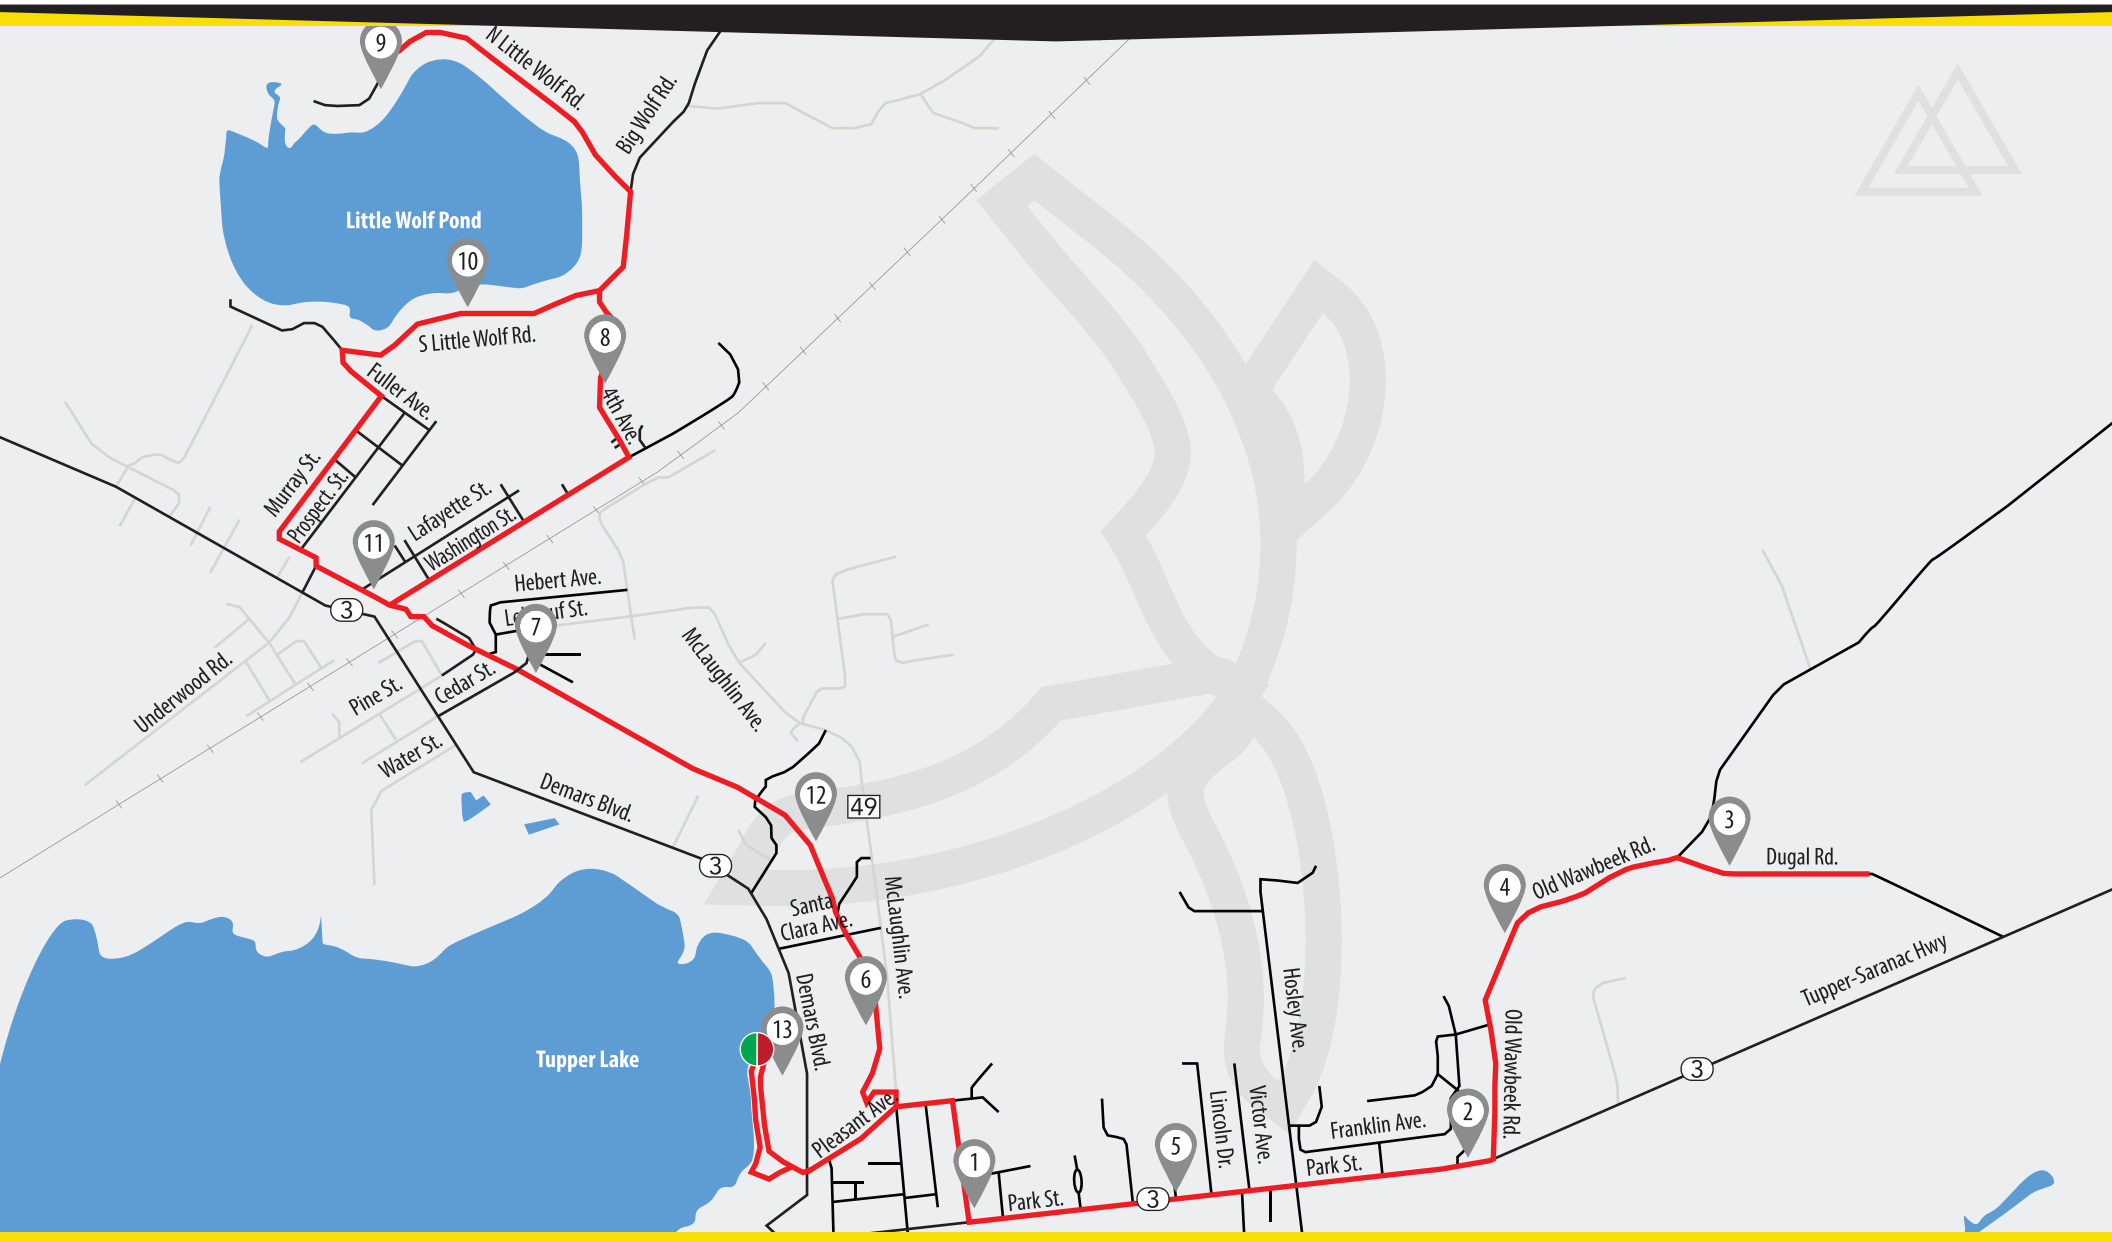 9
N Little Wolf Rd.
Big Wolf Rd.
Little Wolf Pond
10
S Little Wolf Rd.
8
4th Ave.
Fuller Ave.
Murray St.
Prospect. St.
11
Lafayette St.
Washington St.
Hebert Ave.
7
3
Underwood Rd.
Pine St.
Cedar St.
Water St.
McLaughlin Ave.
Demars Blvd.
12
49
3
Santa
Clara Ave.
McLaughlin Ave.
6
Demars Blvd.
13
Tupper Lake
Pleasant Ave.
1
Park St.
3
5
Lincoln Dr.
Victor Ave.
Hosley Ave.
Franklin Ave.
Park St.
2
Old Wawbeek Rd.
4
Old Wawbeek Rd.
3
Dugal Rd.
Tupper-Saranac Hwy
3